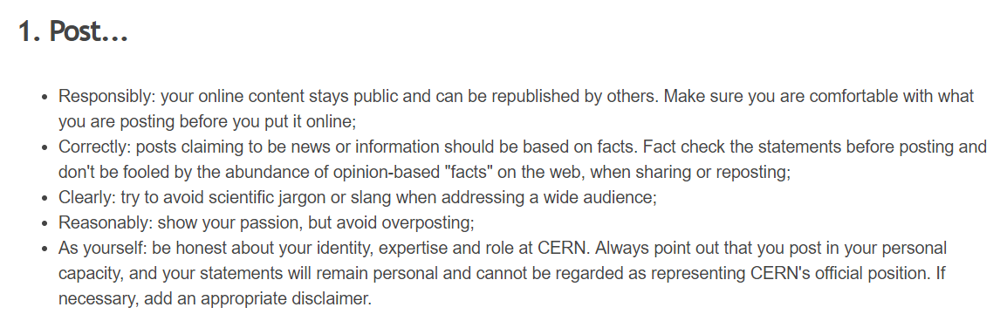 1. Post...
• Responsibly: your online content stays public and can be republished by others. Make sure you are comfortable with what
you are posting before you put it online;
• Correctly: posts claiming to be news or information should be based on facts. Fact check the statements before posting and
don't be fooled by the abundance of opinion-based "facts" on the web, when sharing or reposting;
• Clearly: try to avoid scientific jargon or slang when addressing a wide audience;
• Reasonably: show your passion, but avoid overposting;
• As yourself: be honest about your identity, expertise and role at CERN. Always point out that you post in your personal
capacity, and your statements will remain personal and cannot be regarded as representing CERN's official position. If
necessary, add an appropriate disclaimer.